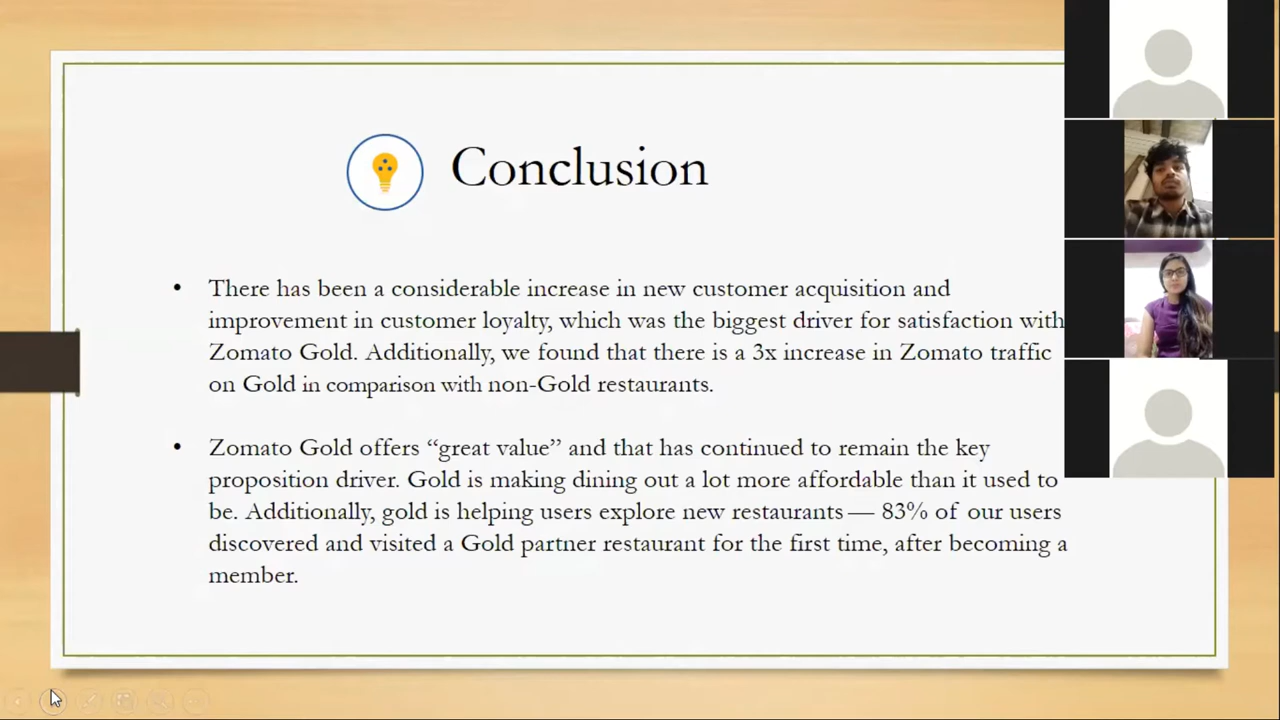 Conclusion
• There has been a considerable increase in new customer acquisition and
improvement in customer loyalty, which was the biggest driver for satisfaction with
Zomato Gold. Additionally, we found that there is a 3x increase in Zomato traffic
on Gold in comparison with non-Gold restaurants.
• Zomato Gold offers “great value” and that has continued to remain the key
proposition driver. Gold is making dining out a lot more affordable than it used to
be. Additionally, gold is helping users explore new restaurants — 83% of our users
discovered and visited a Gold partner restaurant for the first time, after becoming a
member.